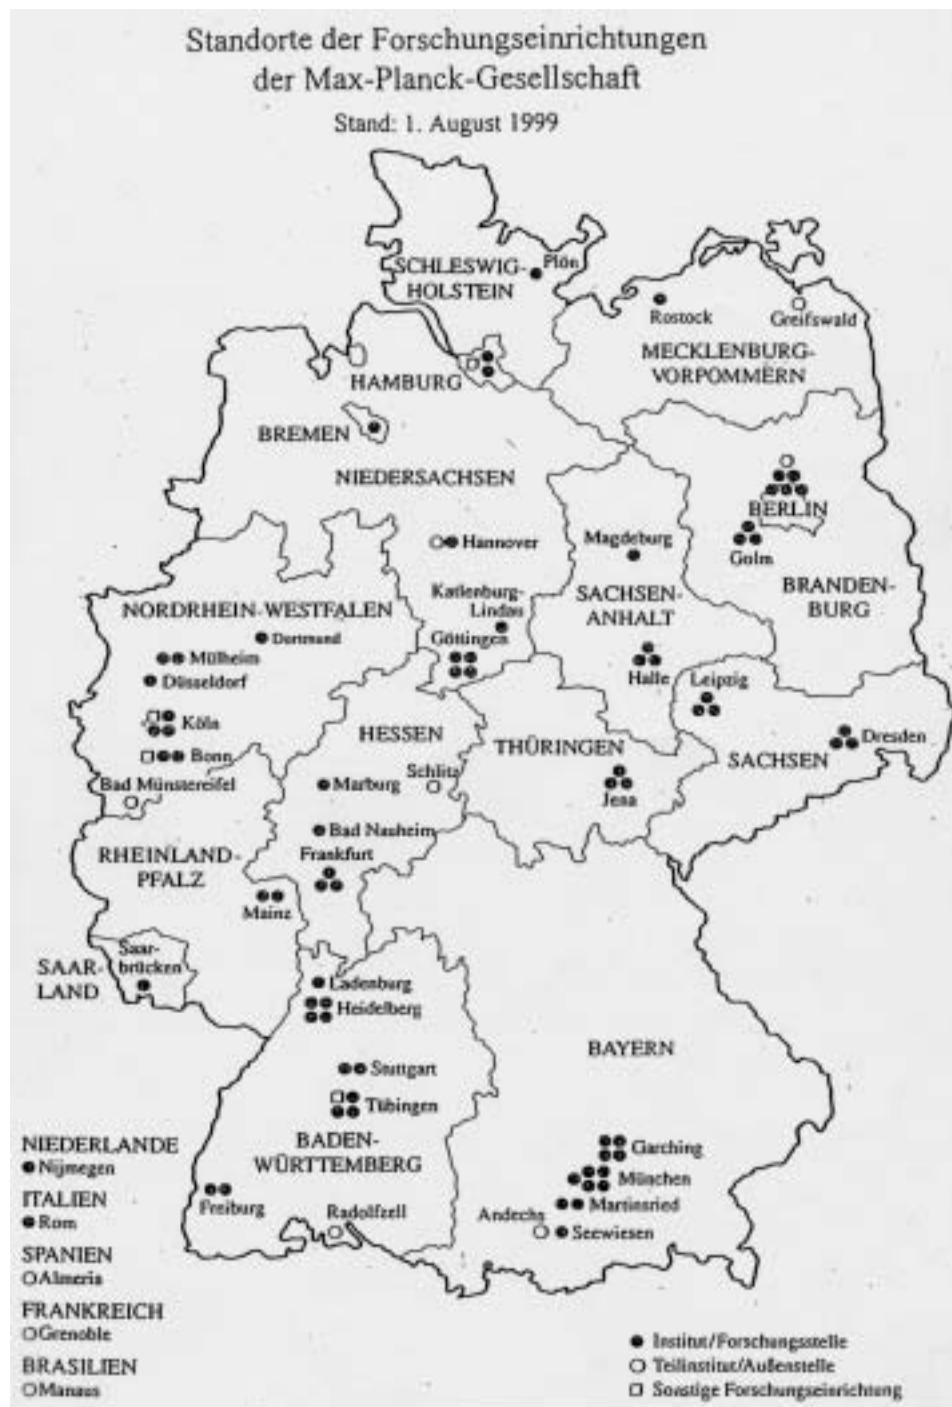 Standorte der Forschungseinrichtungen
der Max-Planck-Gesellschaft
Stand: 1. August 1999
SCHLESWIG-
HOLSTEIN
Plön
Rostock
Greifswald
MECKLENBURG-
VORPOMMERN
HAMBURG
BREMEN
NIEDERSACHSEN
BERLIN
Golm
BRANDEN-
BURG
Hannover
Magdeburg
SACHSEN-
ANHALT
Katlenburg-
Lindau
Göttingen
NORDRHEIN-WESTFALEN
Dortmund
Mülheim
Düsseldorf
Köln
Bonn
Bad Münstereifel
Halle
Leipzig
Dresden
SACHSEN
HESSEN
THÜRINGEN
Jena
Schlitz
Marburg
Bad Nauheim
Frankfurt
RHEINLAND-
PFALZ
Mainz
Saar-
brücken
SAAR-
LAND
Ladenburg
Heidelberg
Stuttgart
Tübingen
BADEN-
WÜRTTEMBERG
Freiburg
Radolfzell
BAYERN
Garching
München
Martinsried
Andechs
Seewiesen
NIEDERLANDE
Nijmegen
ITALIEN
Rom
SPANIEN
Almeria
FRANKREICH
Grenoble
BRASILIEN
Manaus
Institut/Forschungsstelle
Teilinstitut/Außenstelle
Sonstige Forschungseinrichtung